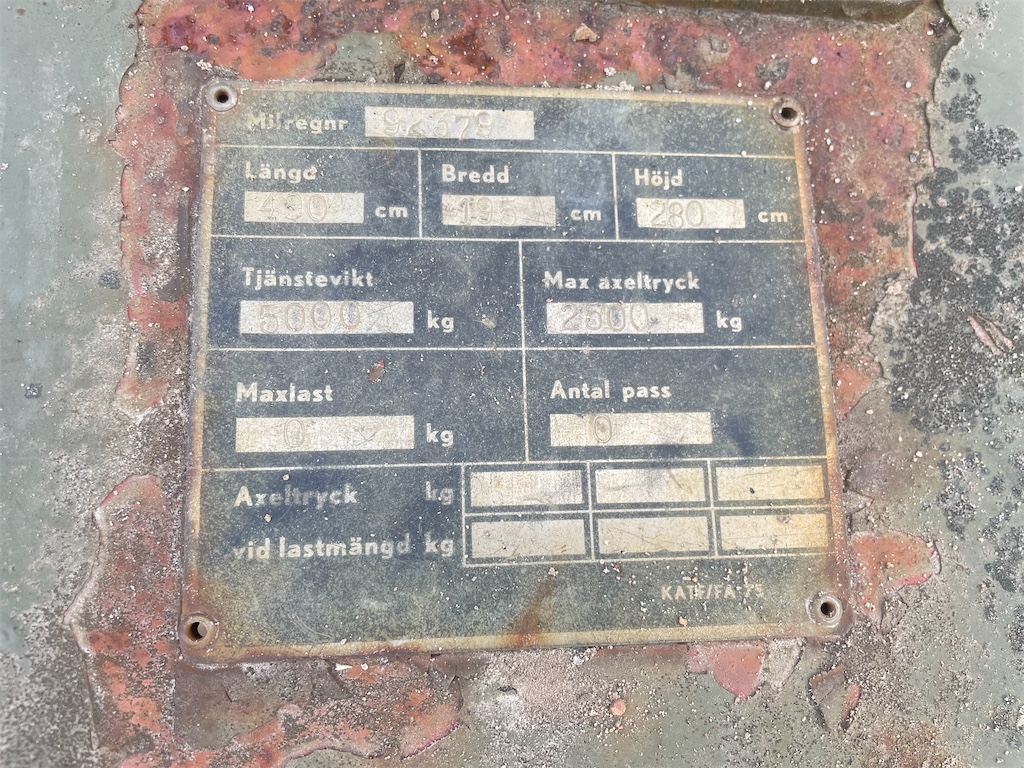 Milregnr 92379
Längd Bredd Höjd
490 cm 195 cm 280 cm
Tjänstevikt Max axeltryck
5000 kg 2500 kg
Maxlast Antal pass
0 kg 0
Axeltryck kg
vid lastmängd kg
KATF/FA 75